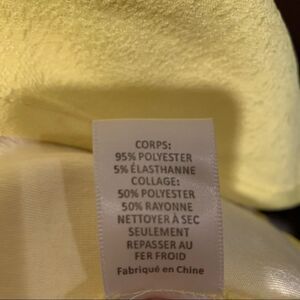 CORPS:
95% POLYESTER
5% ÉLASTHANNE
COLLAGE:
50% POLYESTER
50% RAYONNE
NETTOYER À SEC
SEULEMENT
REPASSER AU
FER FROID
Fabriqué en Chine